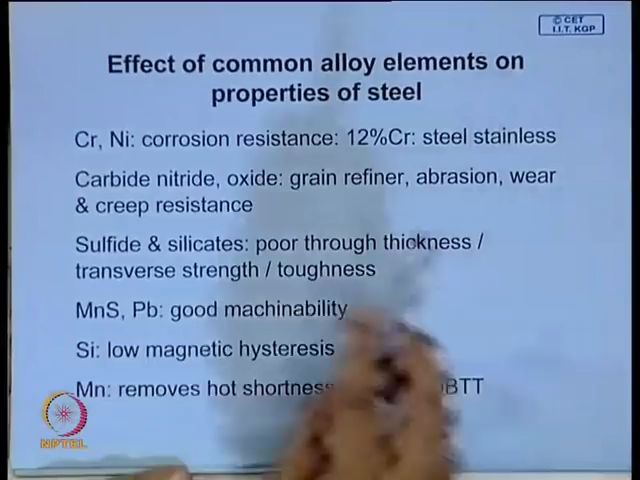 © CET
I.I.T. KGP
Effect of common alloy elements on
properties of steel
Cr, Ni: corrosion resistance: 12%Cr: steel stainless
Carbide nitride, oxide: grain refiner, abrasion, wear
& creep resistance
Sulfide & silicates: poor through thickness /
transverse strength / toughness
MnS, Pb: good machinability
Si: low magnetic hysteresis
Mn: removes hot shortness DBTT
NPTEL